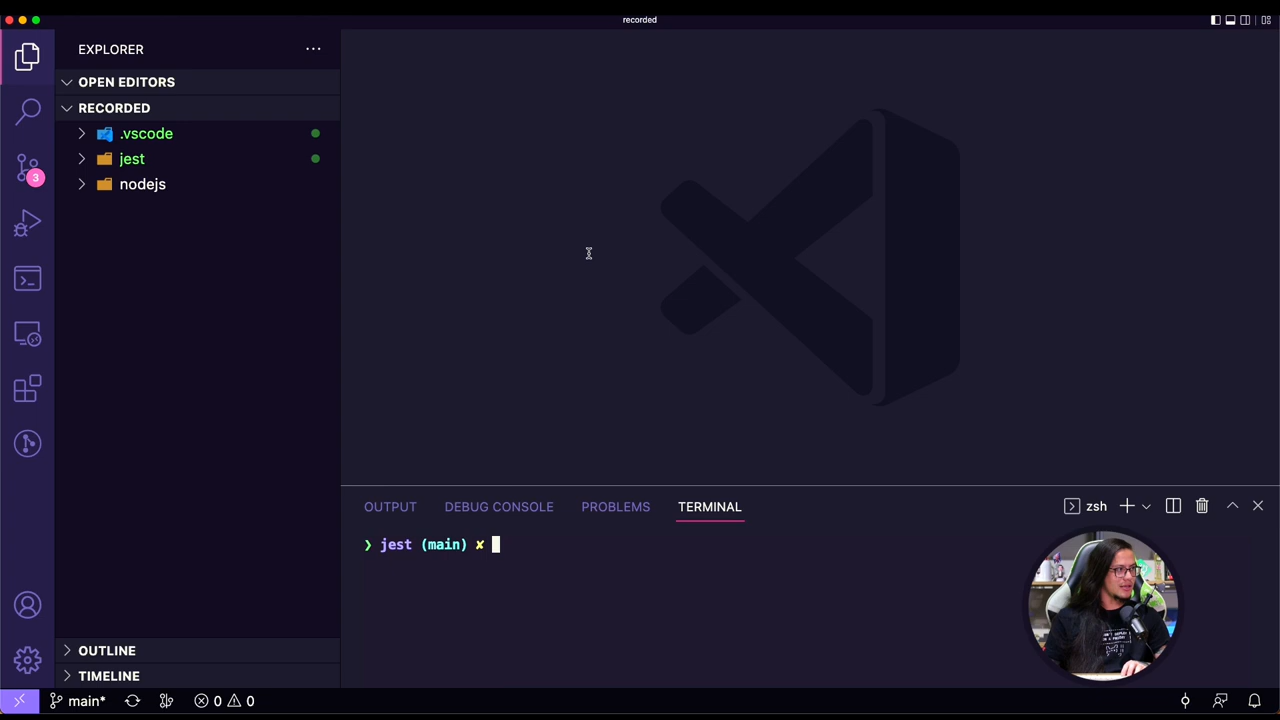 recorded
EXPLORER
OPEN EDITORS
RECORDED
.vscode
jest
nodejs
3
OUTPUT
DEBUG CONSOLE
PROBLEMS
TERMINAL
zsh
❯ jest (main) ✘
OUTLINE
TIMELINE
main*
0
0